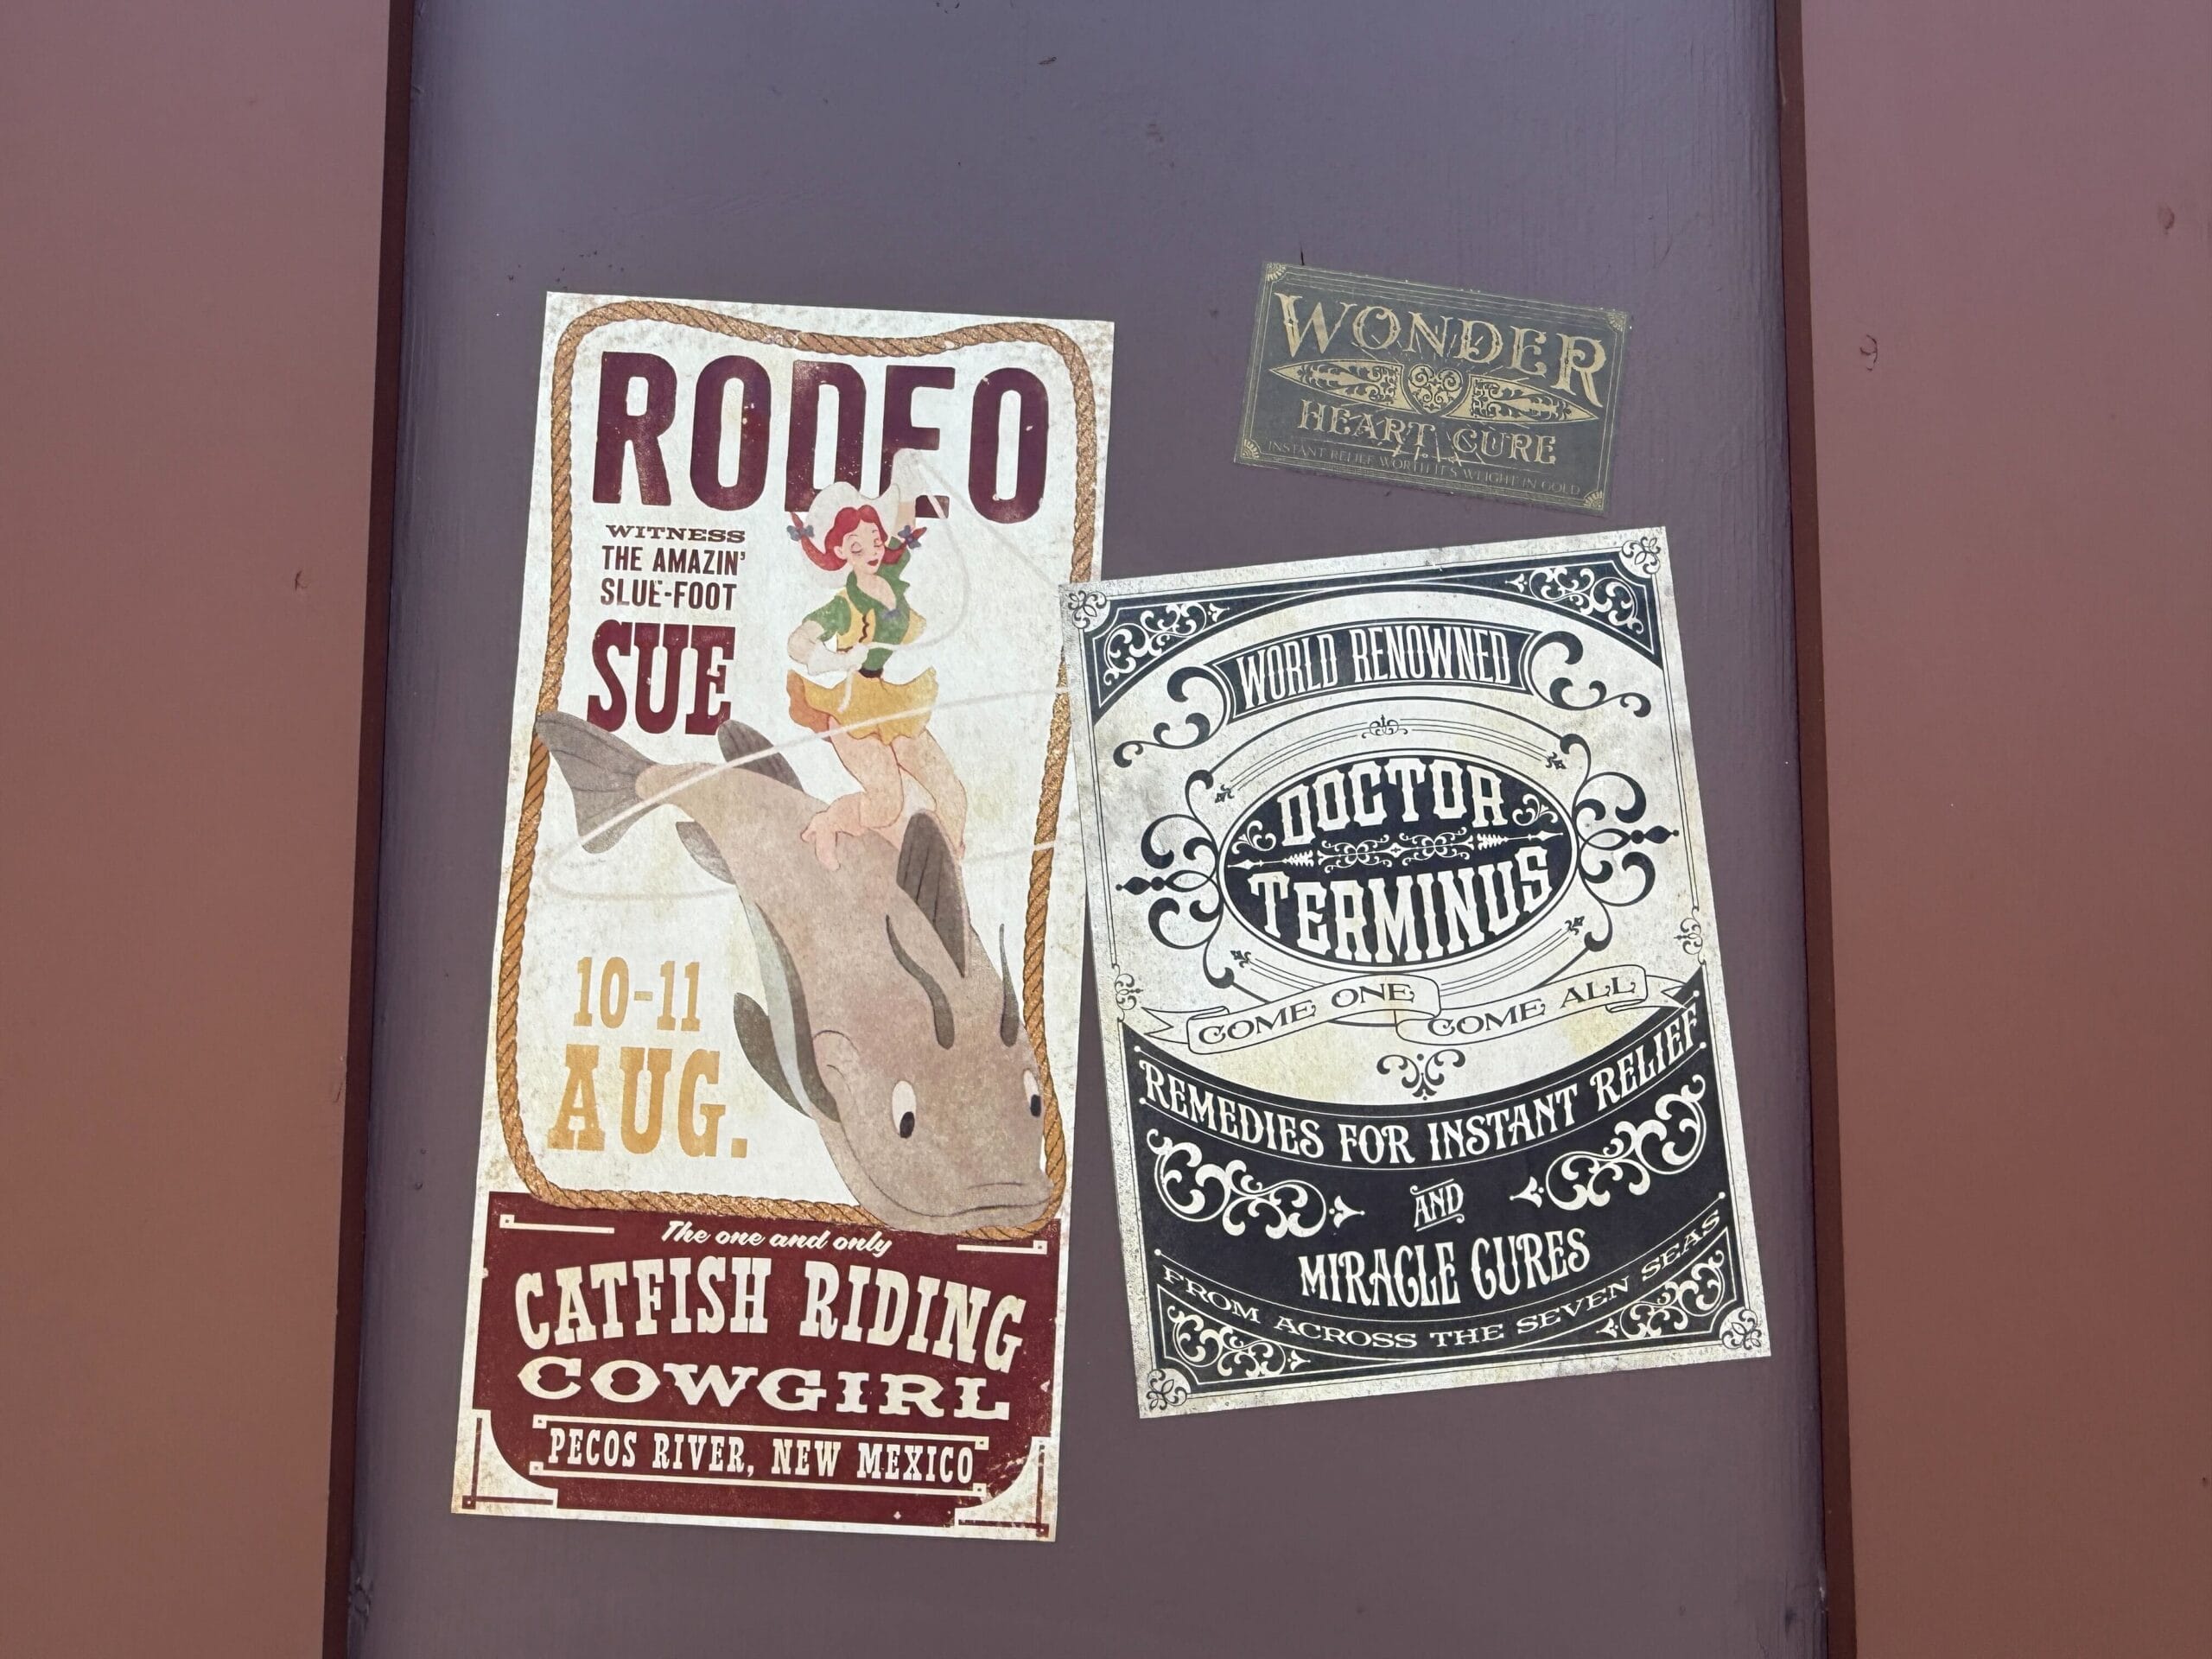 RODEO
WITNESS
THE AMAZIN'
SLUE-FOOT
SUE
10-11
AUG.
The one and only
CATFISH RIDING
COWGIRL
PECOS RIVER, NEW MEXICO
WONDER
HEART CURE
INSTANT RELIEF WORTH ITS WEIGHT IN GOLD
WORLD RENOWNED
DOCTOR
TERMINUS
COME ONE COME ALL
REMEDIES FOR INSTANT RELIEF
AND
MIRACLE CURES
FROM ACROSS THE SEVEN SEAS